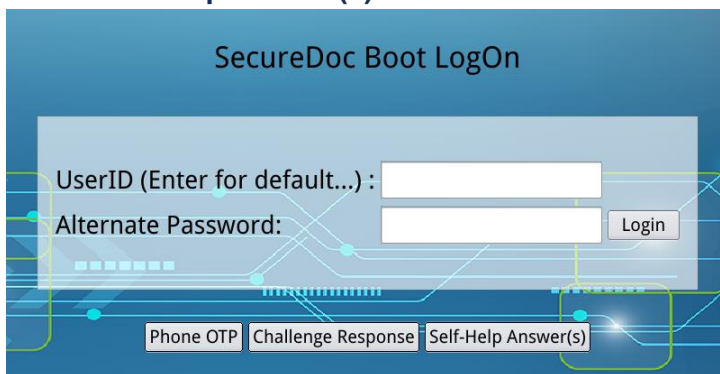 SecureDoc Boot LogOn
UserID (Enter for default...) :
Alternate Password:
Login
Phone OTP Challenge Response Self-Help Answer(s)